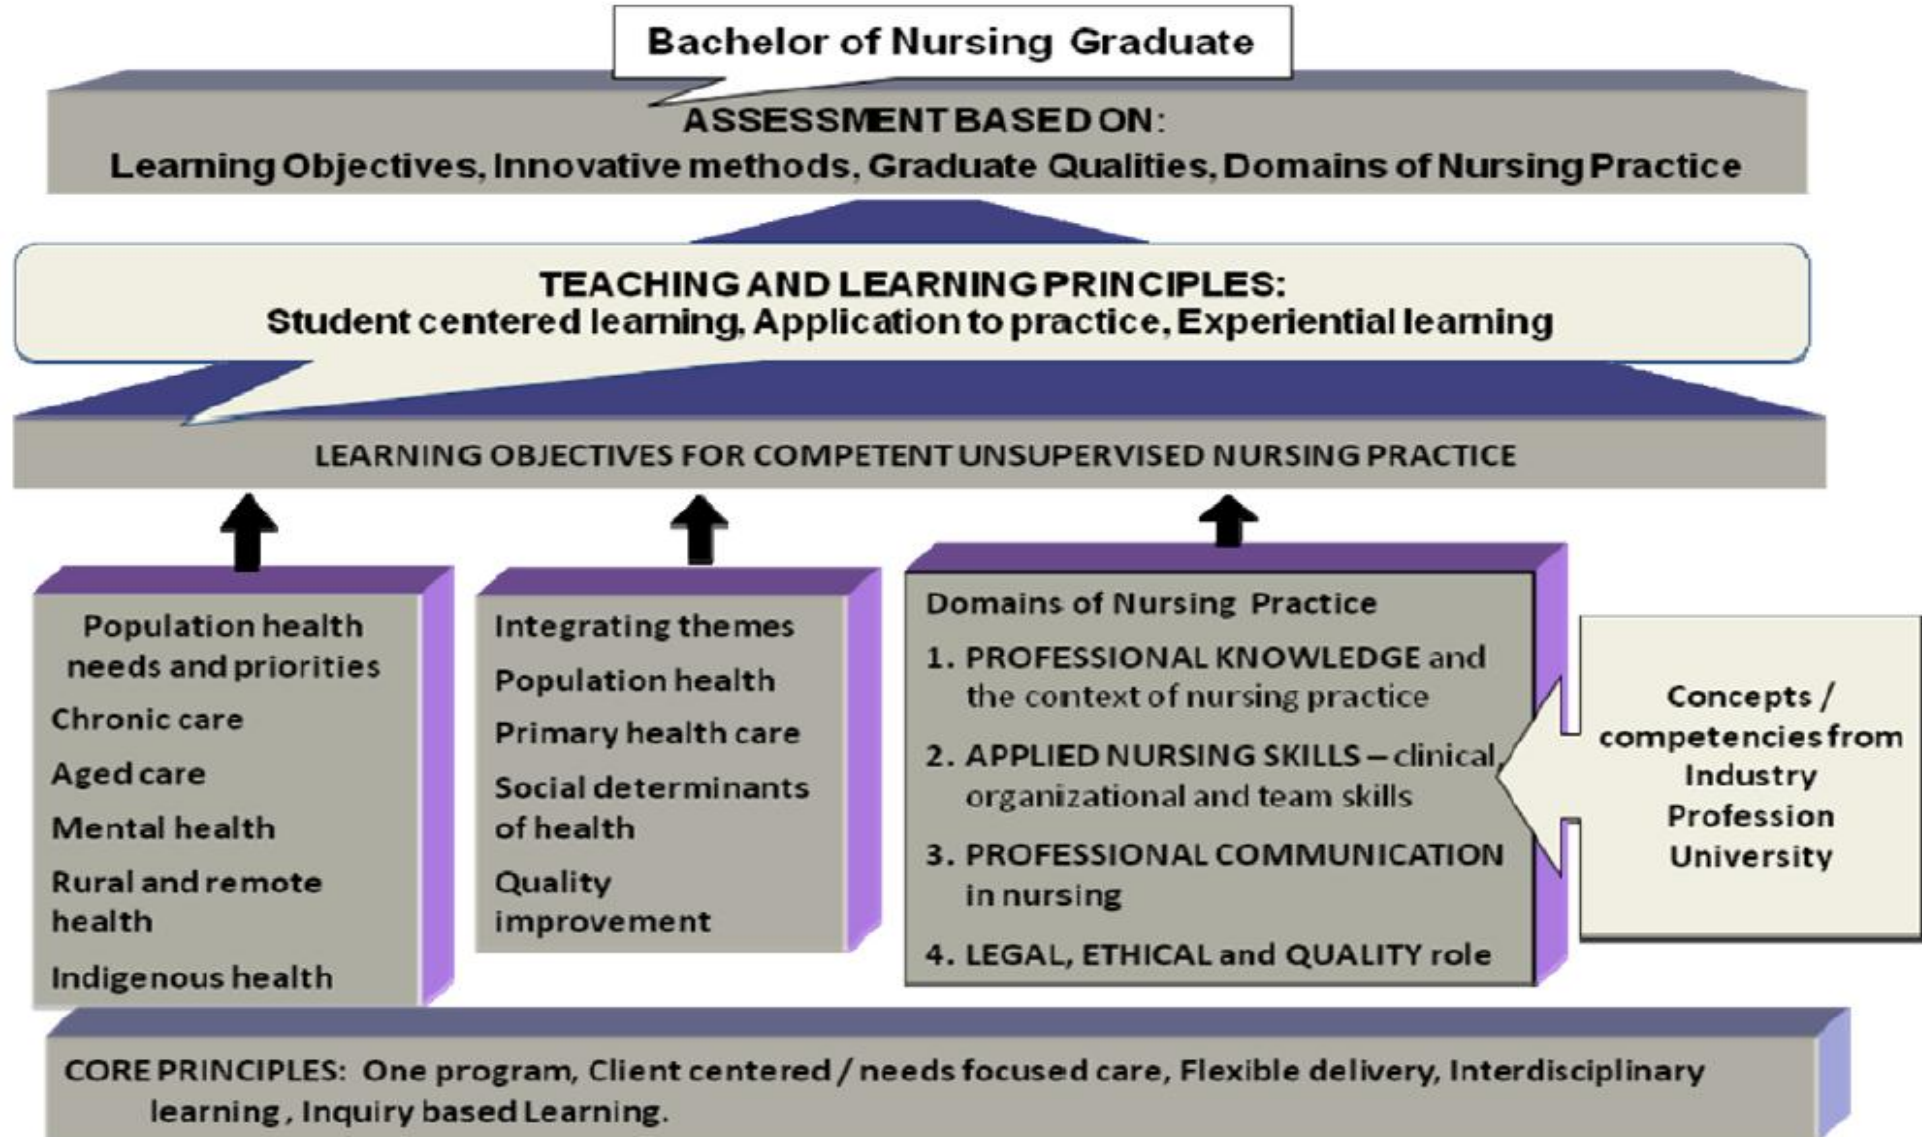 Bachelor of Nursing Graduate
ASSESSMENT BASED ON:
Learning Objectives, Innovative methods, Graduate Qualities, Domains of Nursing Practice
TEACHING AND LEARNING PRINCIPLES:
Student centered learning, Application to practice, Experiential learning
LEARNING OBJECTIVES FOR COMPETENT UNSUPERVISED NURSING PRACTICE
Population health
needs and priorities
Chronic care
Aged care
Mental health
Rural and remote
health
Indigenous health
Integrating themes
Population health
Primary health care
Social determinants
of health
Quality
improvement
Domains of Nursing Practice
1. PROFESSIONAL KNOWLEDGE and
the context of nursing practice
2. APPLIED NURSING SKILLS – clinical,
organizational and team skills
3. PROFESSIONAL COMMUNICATION
in nursing
4. LEGAL, ETHICAL and QUALITY role
Concepts /
competencies from
Industry
Profession
University
CORE PRINCIPLES: One program, Client centered / needs focused care, Flexible delivery, Interdisciplinary
learning , Inquiry based Learning.